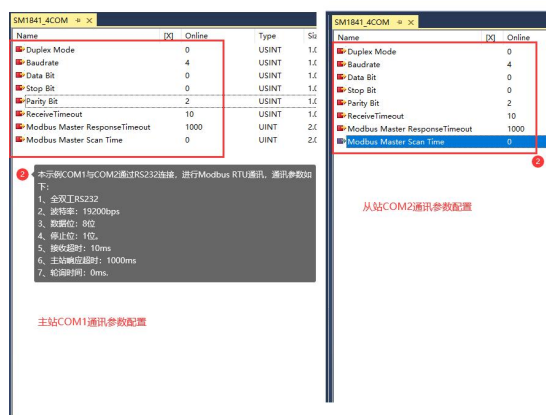 SM1841_4COM
Name [X] Online Type Siz
Duplex Mode 0 USINT 1.0
Baudrate 4 USINT 1.0
Data Bit 0 USINT 1.0
Stop Bit 0 USINT 1.0
Parity Bit 2 USINT 1.0
ReceiveTimeout 10 USINT 1.0
Modbus Master ResponseTimeout 1000 UINT 2.0
Modbus Master Scan Time 0 UINT 2.0
2
本示例COM1与COM2通过RS232连接，进行Modbus RTU通讯，通讯参数如
下：
1、全双工RS232
2、波特率：19200bps
3、数据位：8位
4、停止位：1位。
5、接收超时：10ms
6、主站响应超时：1000ms
7、轮询时间：0ms.
主站COM1通讯参数配置
SM1841_4COM
Name [X] Online
Duplex Mode 0
Baudrate 4
Data Bit 0
Stop Bit 0
Parity Bit 2
ReceiveTimeout 10
Modbus Master ResponseTimeout 1000
Modbus Master Scan Time 0
2
从站COM2通讯参数配置